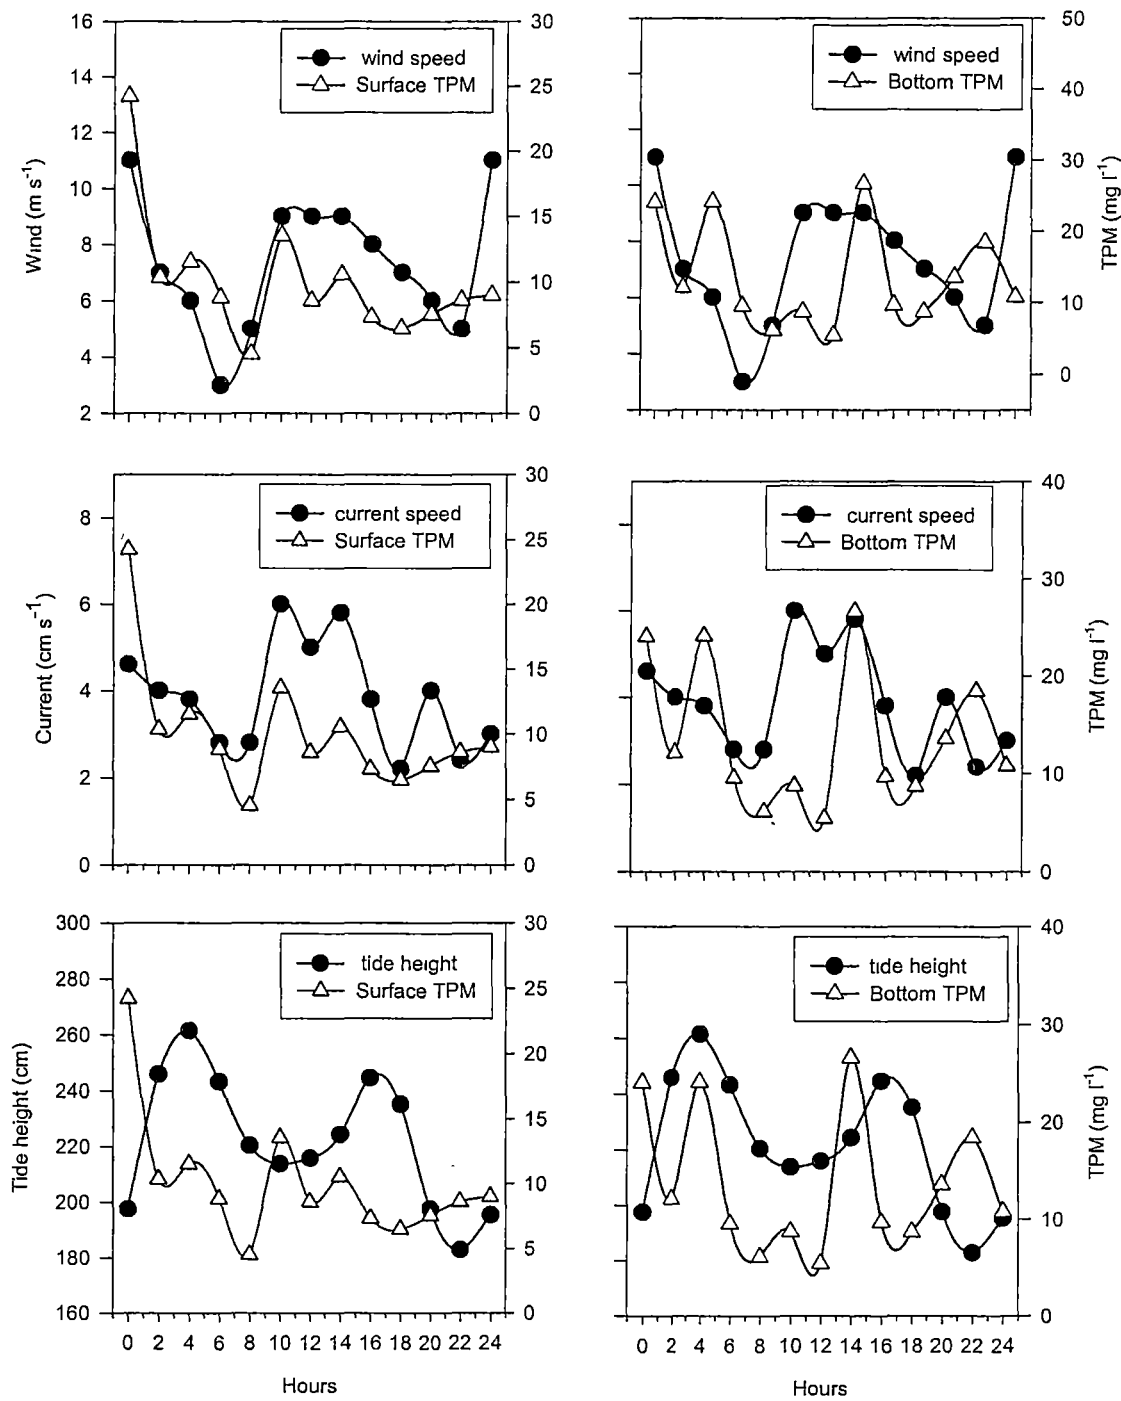 wind speed
Surface TPM
Wind (m s-1)
16
14
12
10
8
6
4
2
30
25
20
15
10
5
0
wind speed
Bottom TPM
50
40
30
20
10
0
TPM (mg l-1)
current speed
Surface TPM
Current (cm s-1)
8
6
4
2
0
30
25
20
15
10
5
0
current speed
Bottom TPM
40
30
20
10
0
TPM (mg l-1)
tide height
Surface TPM
Tide height (cm)
300
280
260
240
220
200
180
160
30
25
20
15
10
5
0
0 2 4 6 8 10 12 14 16 18 20 22 24
Hours
tide height
Bottom TPM
40
30
20
10
0
TPM (mg l-1)
0 2 4 6 8 10 12 14 16 18 20 22 24
Hours